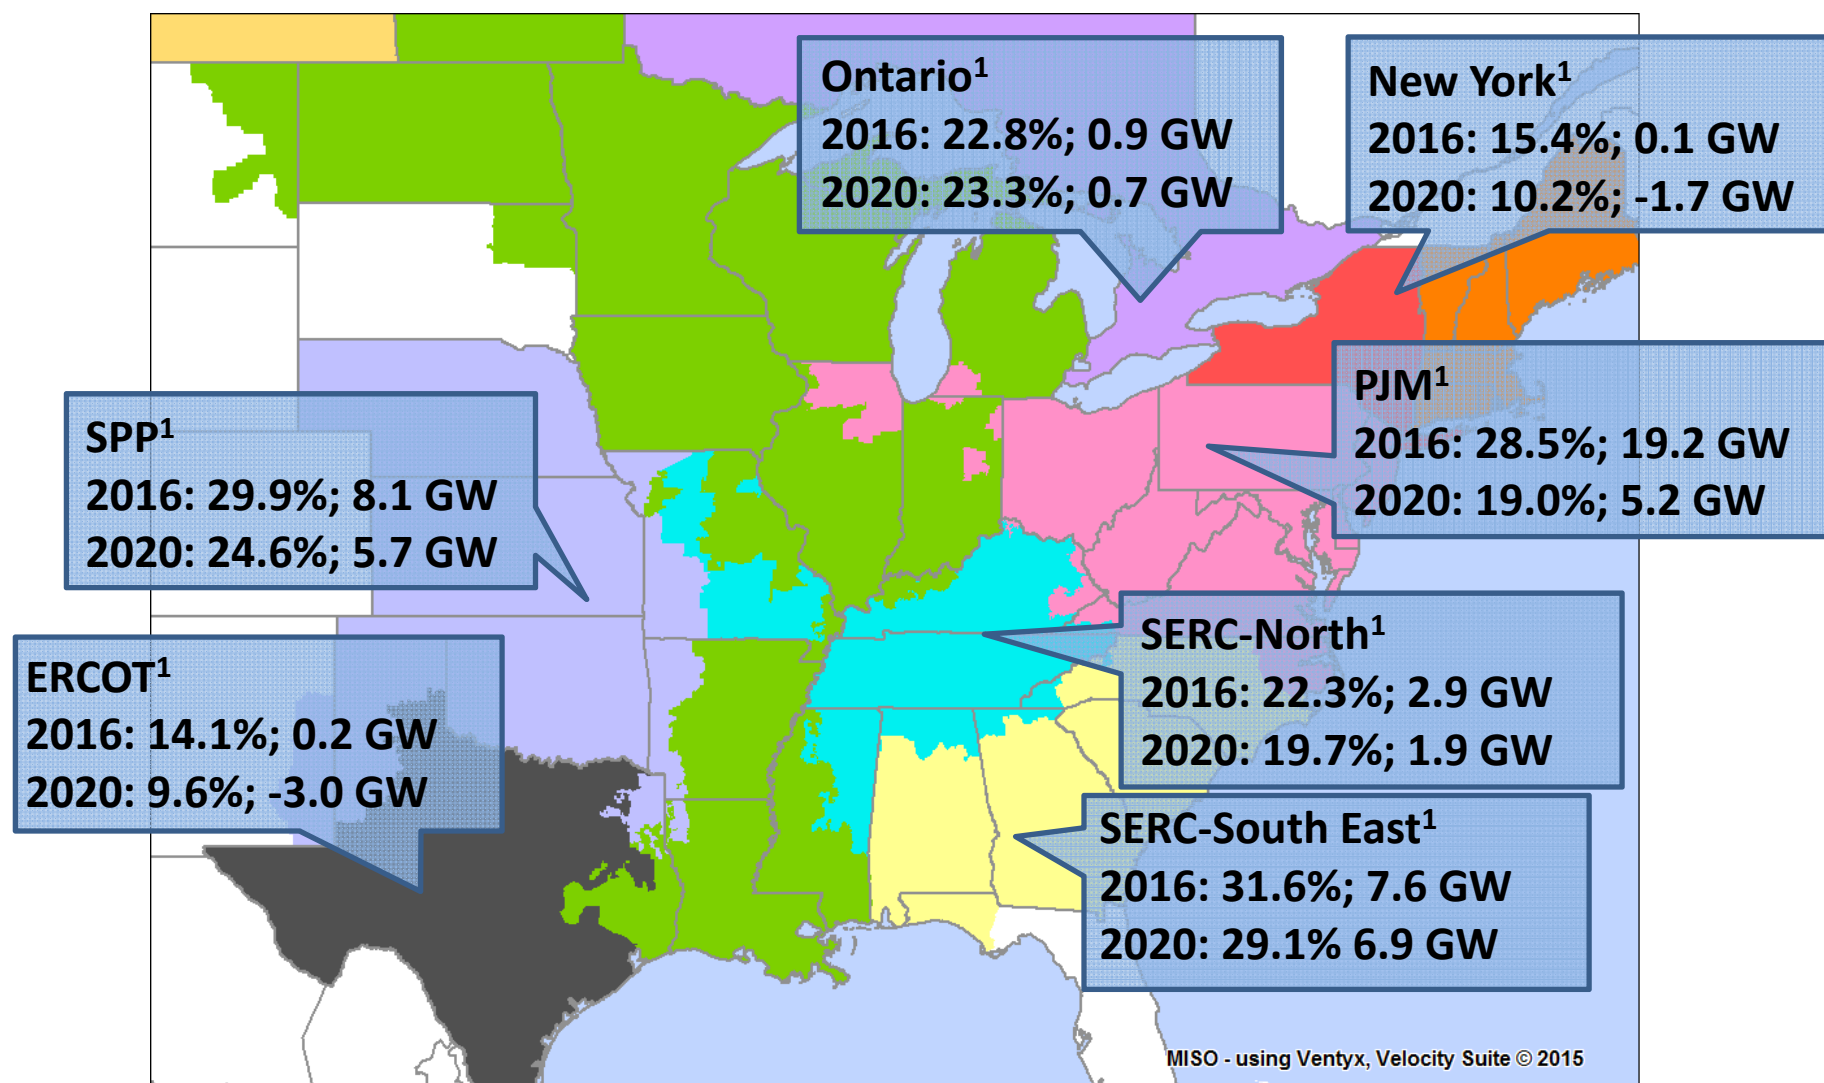 Ontario¹
2016: 22.8%; 0.9 GW
2020: 23.3%; 0.7 GW
New York¹
2016: 15.4%; 0.1 GW
2020: 10.2%; -1.7 GW
PJM¹
2016: 28.5%; 19.2 GW
2020: 19.0%; 5.2 GW
SPP¹
2016: 29.9%; 8.1 GW
2020: 24.6%; 5.7 GW
SERC-North¹
2016: 22.3%; 2.9 GW
2020: 19.7%; 1.9 GW
ERCOT¹
2016: 14.1%; 0.2 GW
2020: 9.6%; -3.0 GW
SERC-South East¹
2016: 31.6%; 7.6 GW
2020: 29.1% 6.9 GW
MISO - using Ventyx, Velocity Suite © 2015